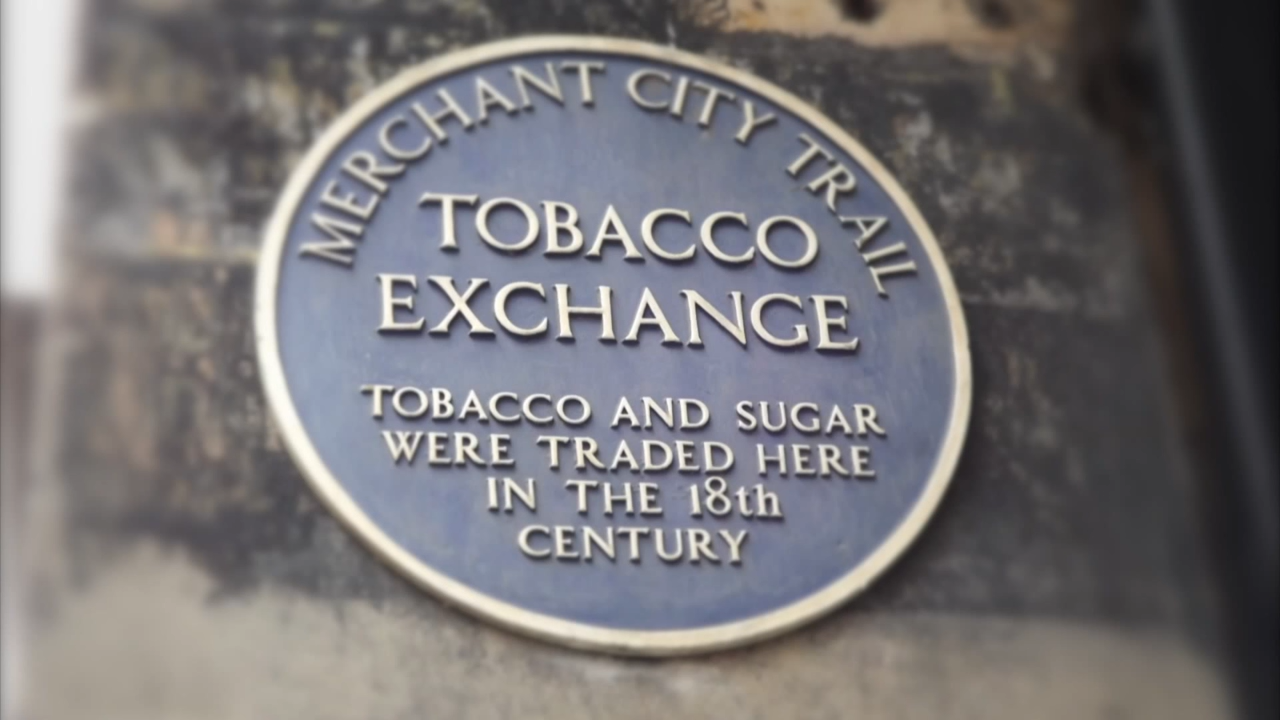 MERCHANT CITY TRAIL
TOBACCO
EXCHANGE
TOBACCO AND SUGAR
WERE TRADED HERE
IN THE 18th
CENTURY